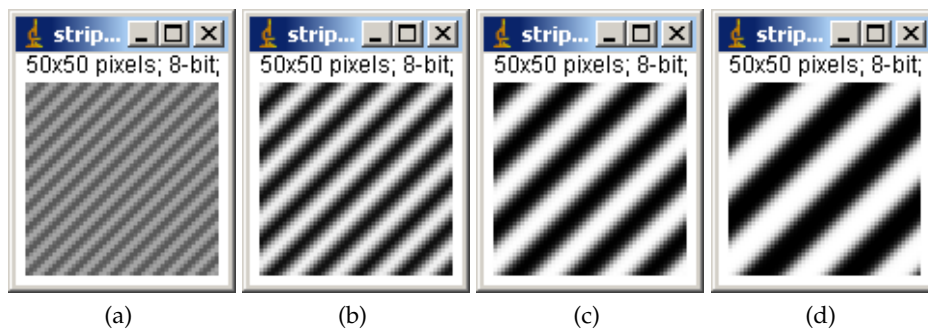 strip... strip... strip... strip...
50x50 pixels; 8-bit; 50x50 pixels; 8-bit; 50x50 pixels; 8-bit; 50x50 pixels; 8-bit;
(a) (b) (c) (d)